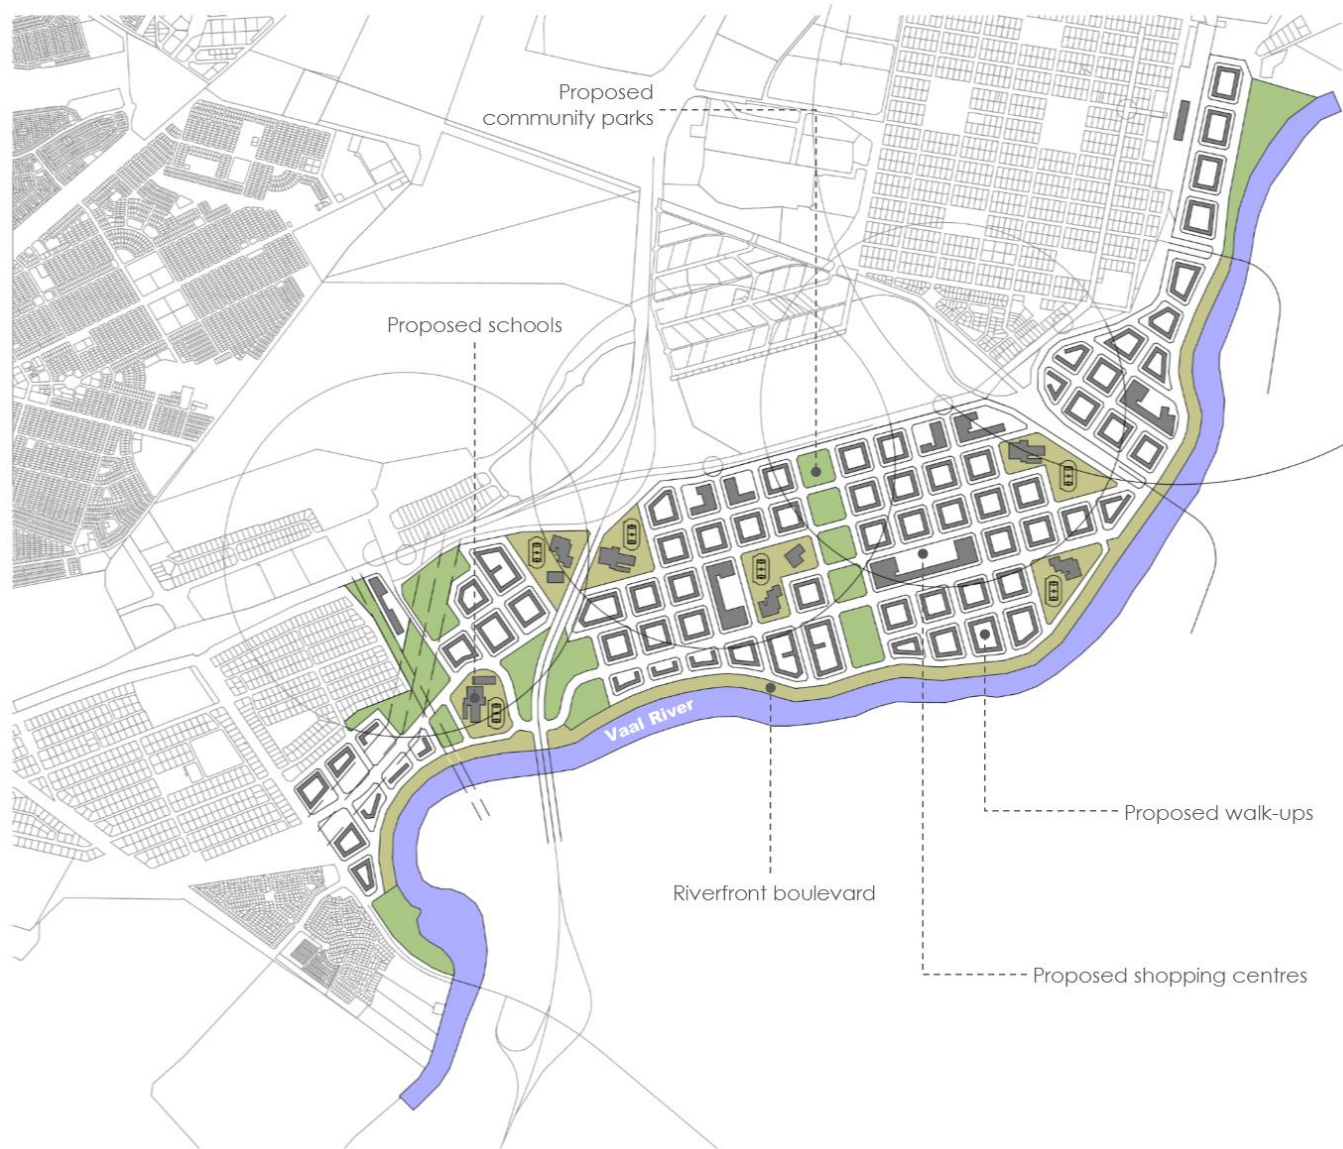 Proposed
community parks
Proposed schools
Vaal River
Proposed walk-ups
Riverfront boulevard
Proposed shopping centres